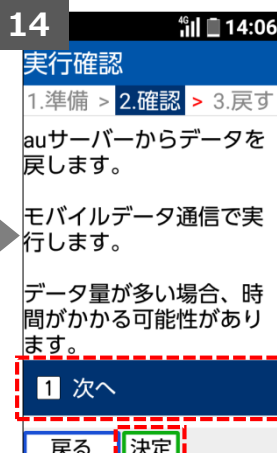 14
4G 14:06
実行確認
1.準備 > 2.確認 > 3.戻す
auサーバーからデータを
戻します。
モバイルデータ通信で実
行します。
データ量が多い場合、時
間がかかる可能性があり
ます。
1 次へ
戻る 決定